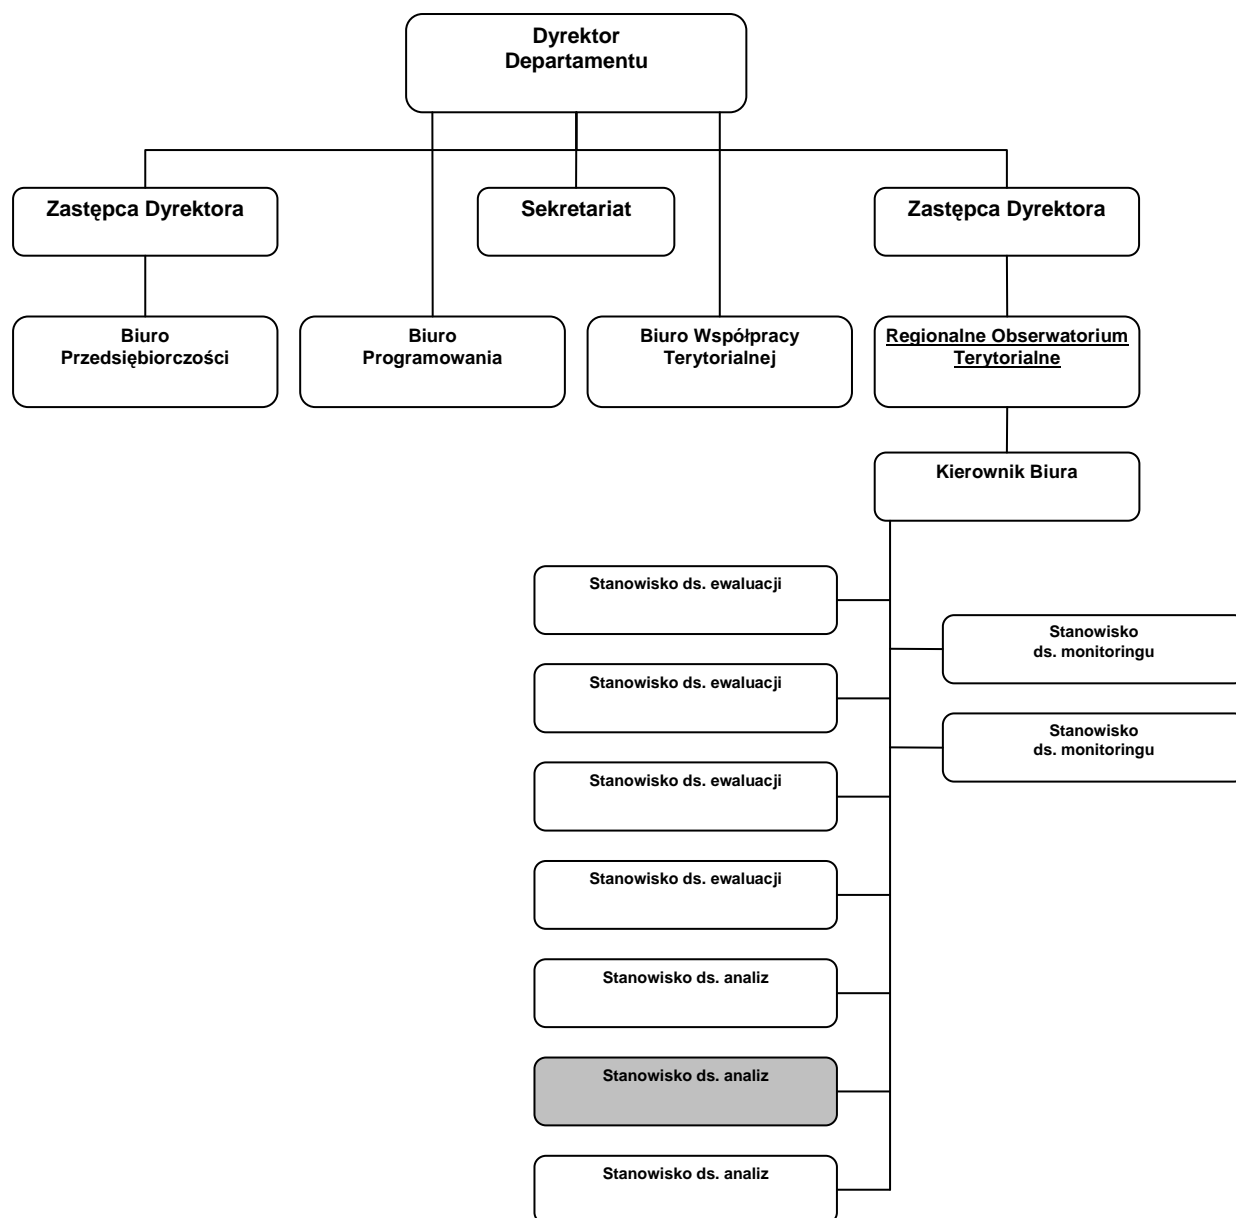 Dyrektor
Departamentu
Zastępca Dyrektora
Sekretariat
Zastępca Dyrektora
Biuro
Przedsiębiorczości
Biuro
Programowania
Biuro Współpracy
Terytorialnej
Regionalne Obserwatorium
Terytorialne
Kierownik Biura
Stanowisko ds. ewaluacji
Stanowisko
ds. monitoringu
Stanowisko ds. ewaluacji
Stanowisko
ds. monitoringu
Stanowisko ds. ewaluacji
Stanowisko ds. ewaluacji
Stanowisko ds. analiz
Stanowisko ds. analiz
Stanowisko ds. analiz